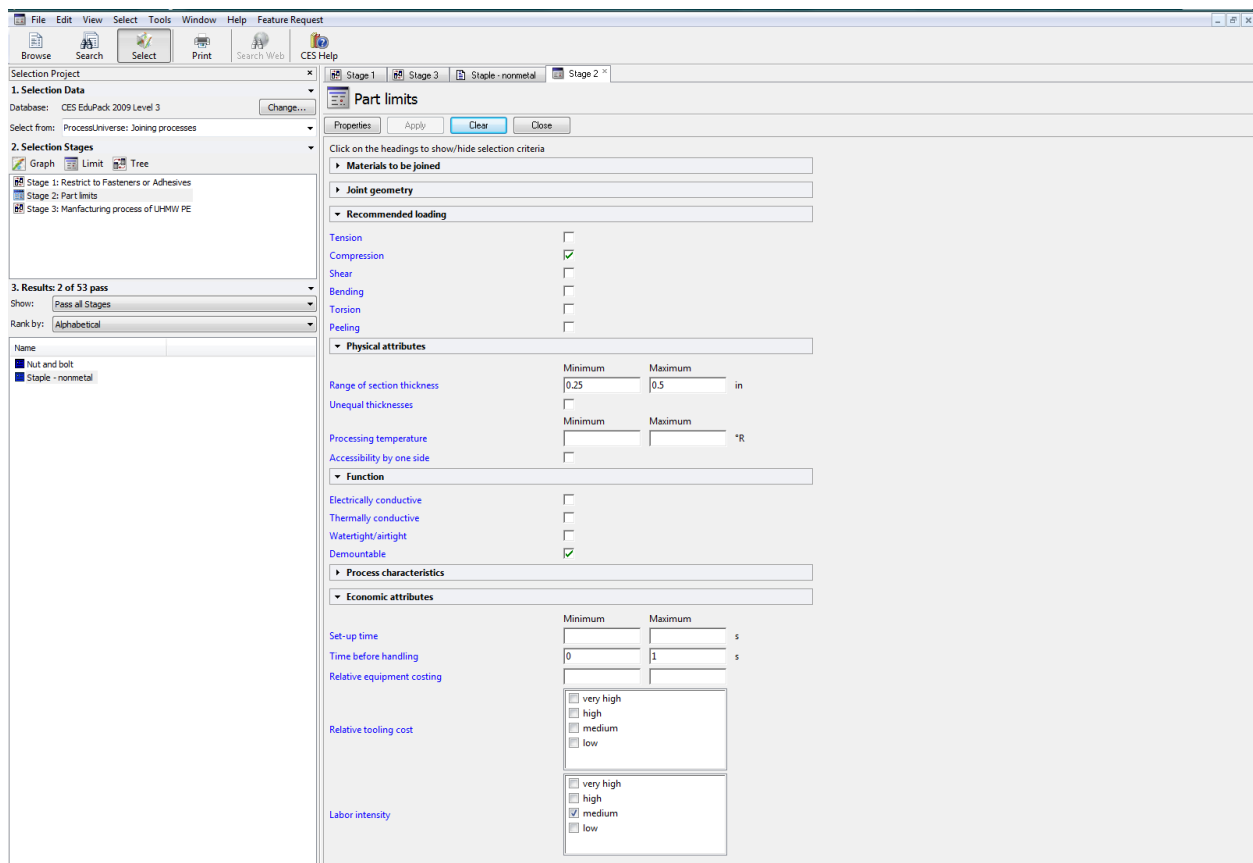 File Edit View Select Tools Window Help Feature Request
Browse Search Select Print Search Web CES Help
Selection Project
1. Selection Data
Database: CES EduPack 2009 Level 3 Change...
Select from: ProcessUniverse: Joining processes
2. Selection Stages
Graph Limit Tree
Stage 1: Restrict to Fasteners or Adhesives
Stage 2: Part limits
Stage 3: Manfacturing process of UHMW PE
3. Results: 2 of 53 pass
Show: Pass all Stages
Rank by: Alphabetical
Name
Nut and bolt
Staple - nonmetal
Stage 1 Stage 3 Staple - nonmetal Stage 2
Part limits
Properties Apply Clear Close
Click on the headings to show/hide selection criteria
Materials to be joined
Joint geometry
Recommended loading
Tension
Compression
Shear
Bending
Torsion
Peeling
Physical attributes
Minimum Maximum
Range of section thickness 0.25 0.5 in
Unequal thicknesses
Minimum Maximum
Processing temperature °R
Accessibility by one side
Function
Electrically conductive
Thermally conductive
Watertight/airtight
Demountable
Process characteristics
Economic attributes
Minimum Maximum
Set-up time s
Time before handling 0 1 s
Relative equipment costing
Relative tooling cost
very high
high
medium
low
Labor intensity
very high
high
medium
low